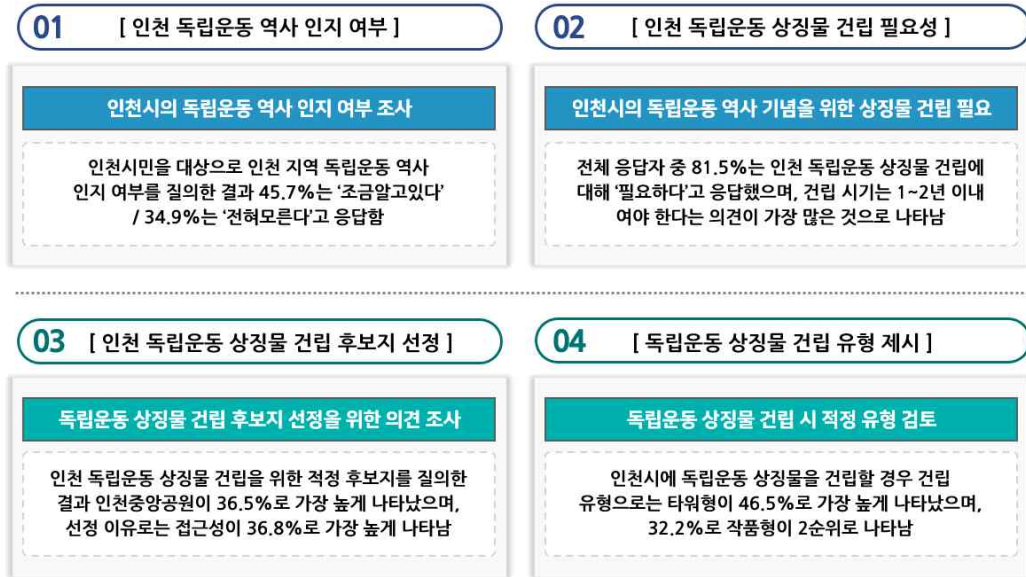 01 [ 인천 독립운동 역사 인지 여부 ]
인천시의 독립운동 역사 인지 여부 조사
인천시민을 대상으로 인천 지역 독립운동 역사
인지 여부를 질의한 결과 45.7%는 ‘조금알고있다’
/ 34.9%는 ‘전혀모른다’고 응답함
02 [ 인천 독립운동 상징물 건립 필요성 ]
인천시의 독립운동 역사 기념을 위한 상징물 건립 필요
전체 응답자 중 81.5%는 인천 독립운동 상징물 건립에
대해 ‘필요하다’고 응답했으며, 건립 시기는 1~2년 이내
여야 한다는 의견이 가장 많은 것으로 나타남
03 [ 인천 독립운동 상징물 건립 후보지 선정 ]
독립운동 상징물 건립 후보지 선정을 위한 의견 조사
인천 독립운동 상징물 건립을 위한 적정 후보지를 질의한
결과 인천중앙공원이 36.5%로 가장 높게 나타났으며,
선정 이유로는 접근성이 36.8%로 가장 높게 나타남
04 [ 독립운동 상징물 건립 유형 제시 ]
독립운동 상징물 건립 시 적정 유형 검토
인천시에 독립운동 상징물을 건립할 경우 건립
유형으로는 타워형이 46.5%로 가장 높게 나타났으며,
32.2%로 작품형이 2순위로 나타남